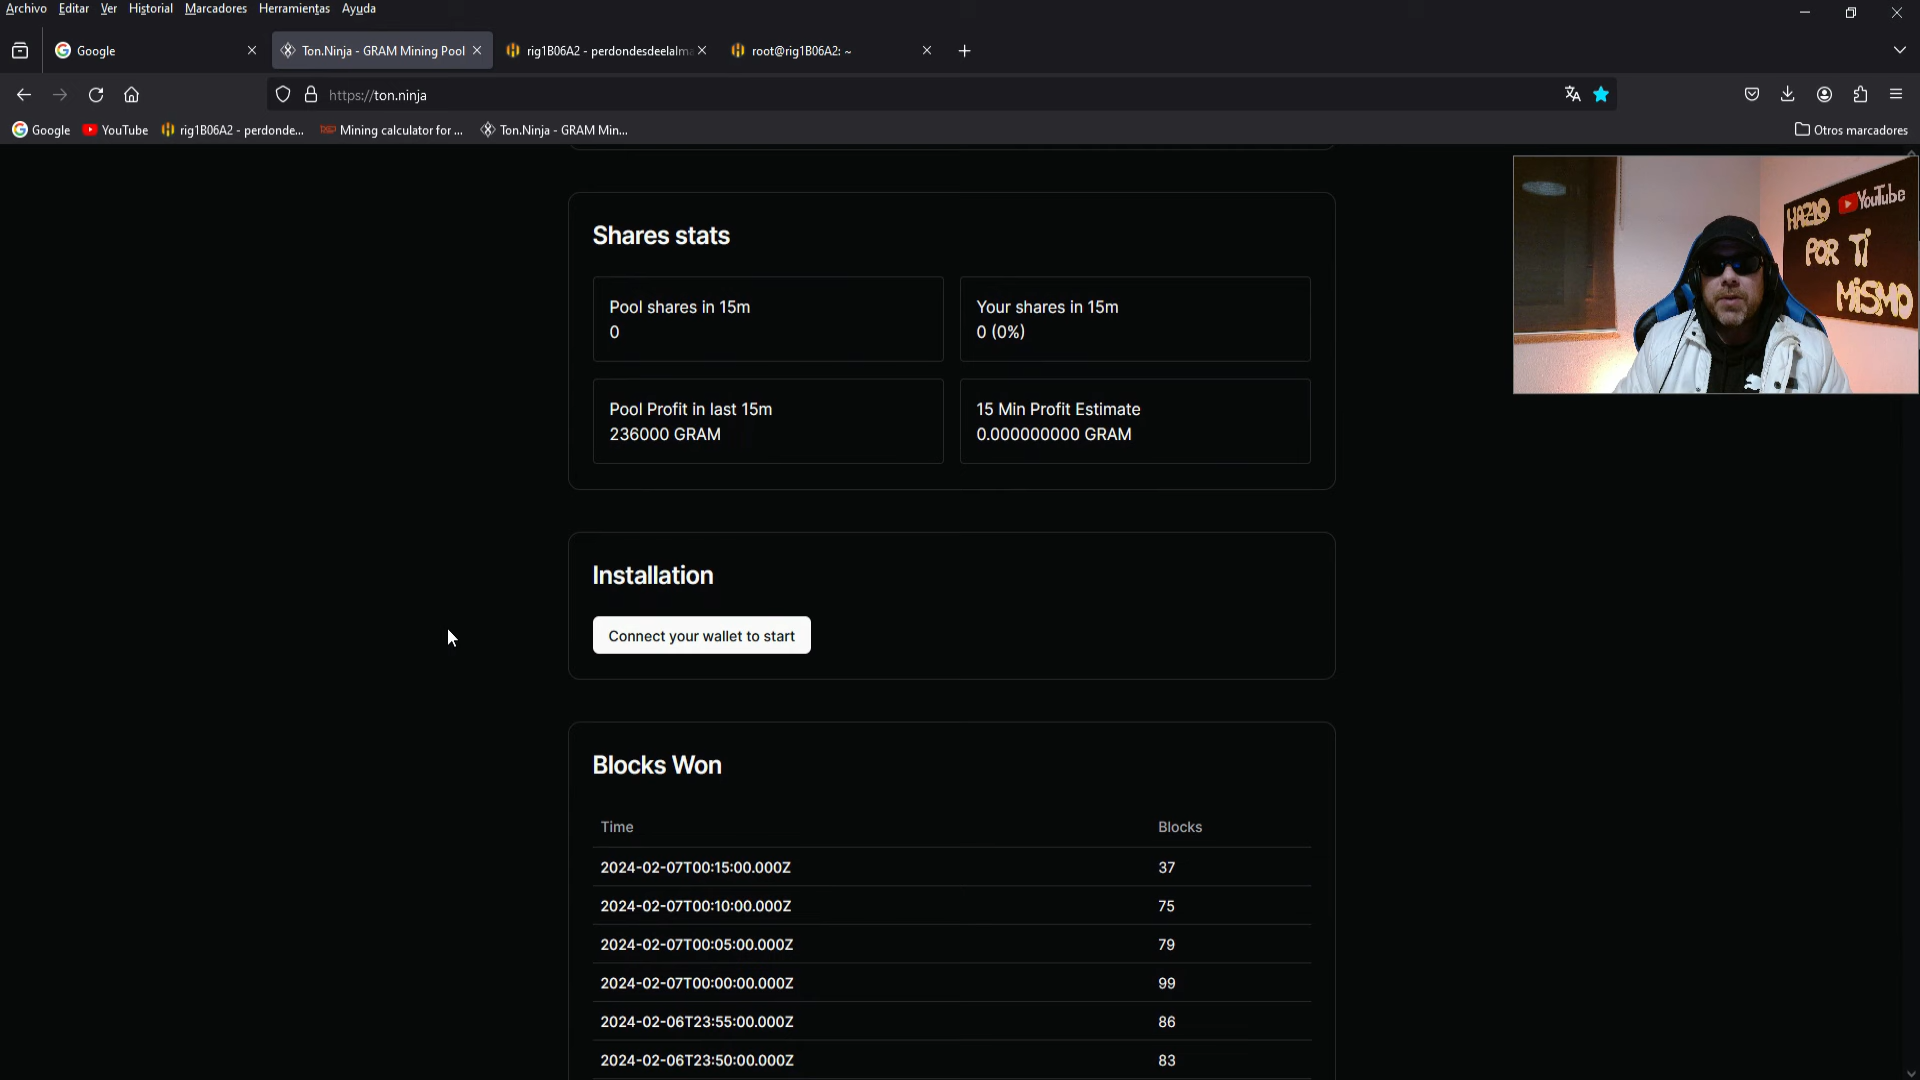 Archivo Editar Ver Historial Marcadores Herramientas Ayuda
Google
Ton.Ninja - GRAM Mining Pool
rig1B06A2 - perdondesdeelalma
root@rig1B06A2: ~
https://ton.ninja
Google
YouTube
rig1B06A2 - perdonde...
Mining calculator for ...
Ton.Ninja - GRAM Min...
Otros marcadores
HAZLO
YouTube
POR TI
MISMO
Shares stats
Pool shares in 15m
0
Your shares in 15m
0 (0%)
Pool Profit in last 15m
236000 GRAM
15 Min Profit Estimate
0.000000000 GRAM
Installation
Connect your wallet to start
Blocks Won
Time Blocks
2024-02-07T00:15:00.000Z 37
2024-02-07T00:10:00.000Z 75
2024-02-07T00:05:00.000Z 79
2024-02-07T00:00:00.000Z 99
2024-02-06T23:55:00.000Z 86
2024-02-06T23:50:00.000Z 83